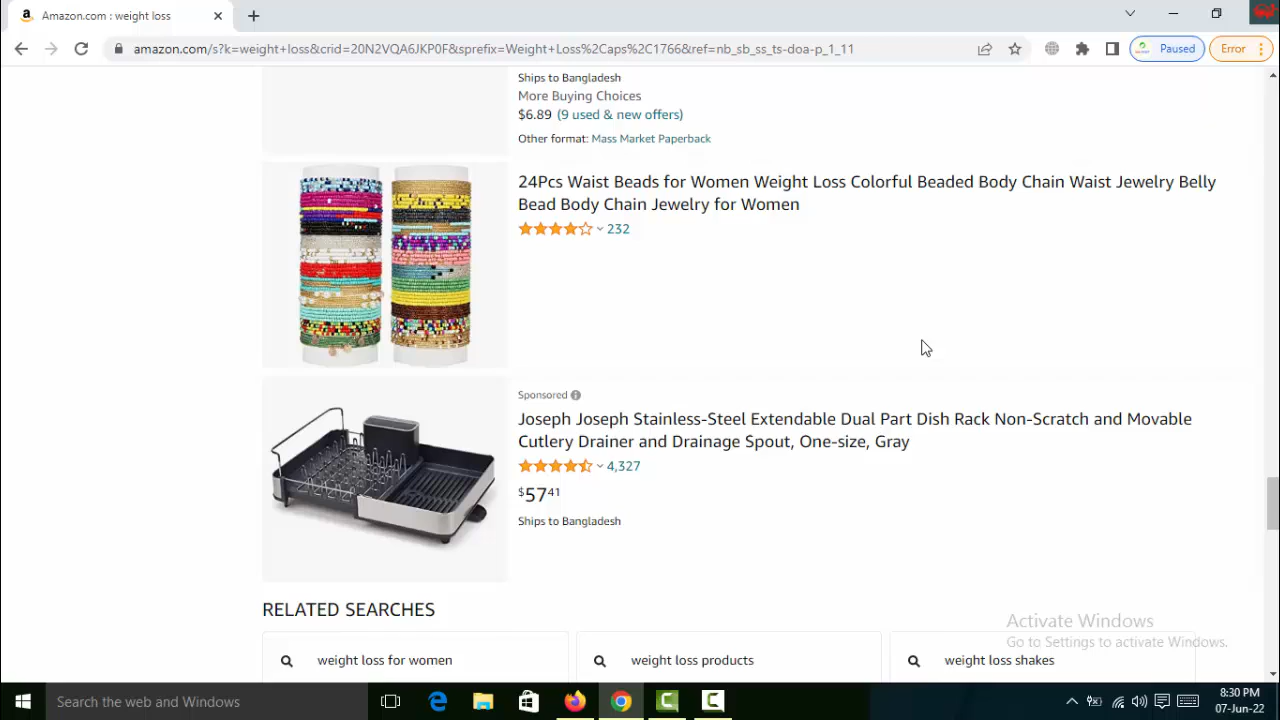 Amazon.com : weight loss
amazon.com/s?k=weight+loss&crid=20N2VQA6JKP0F&sprefix=Weight+Loss%2Caps%2C1766&ref=nb_sb_ss_ts-doa-p_1_11
Paused
Error
Ships to Bangladesh
More Buying Choices
$6.89 (9 used & new offers)
Other format: Mass Market Paperback
24Pcs Waist Beads for Women Weight Loss Colorful Beaded Body Chain Waist Jewelry Belly
Bead Body Chain Jewelry for Women
232
Sponsored
Joseph Joseph Stainless-Steel Extendable Dual Part Dish Rack Non-Scratch and Movable
Cutlery Drainer and Drainage Spout, One-size, Gray
4,327
$57 41
Ships to Bangladesh
RELATED SEARCHES
weight loss for women
weight loss products
weight loss shakes
Activate Windows
Go to Settings to activate Windows.
Search the web and Windows
8:30 PM
07-Jun-22